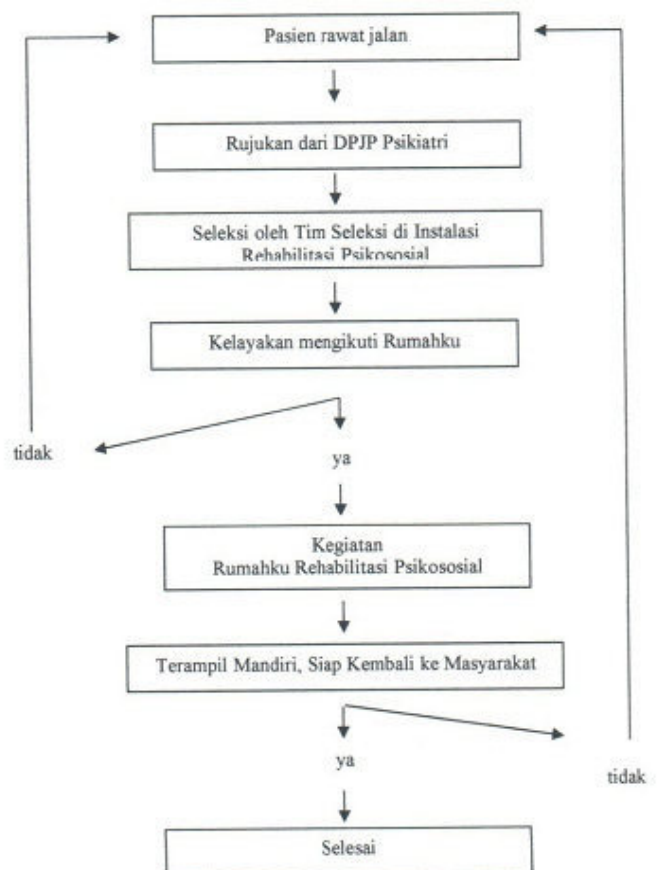 Pasien rawat jalan
Rujukan dari DPJP Psikiatri
Seleksi oleh Tim Seleksi di Instalasi
Rehabilitasi Psikososial
Kelayakan mengikuti Rumahku
tidak
ya
Kegiatan
Rumahku Rehabilitasi Psikososial
Terampil Mandiri, Siap Kembali ke Masyarakat
ya
tidak
Selesai